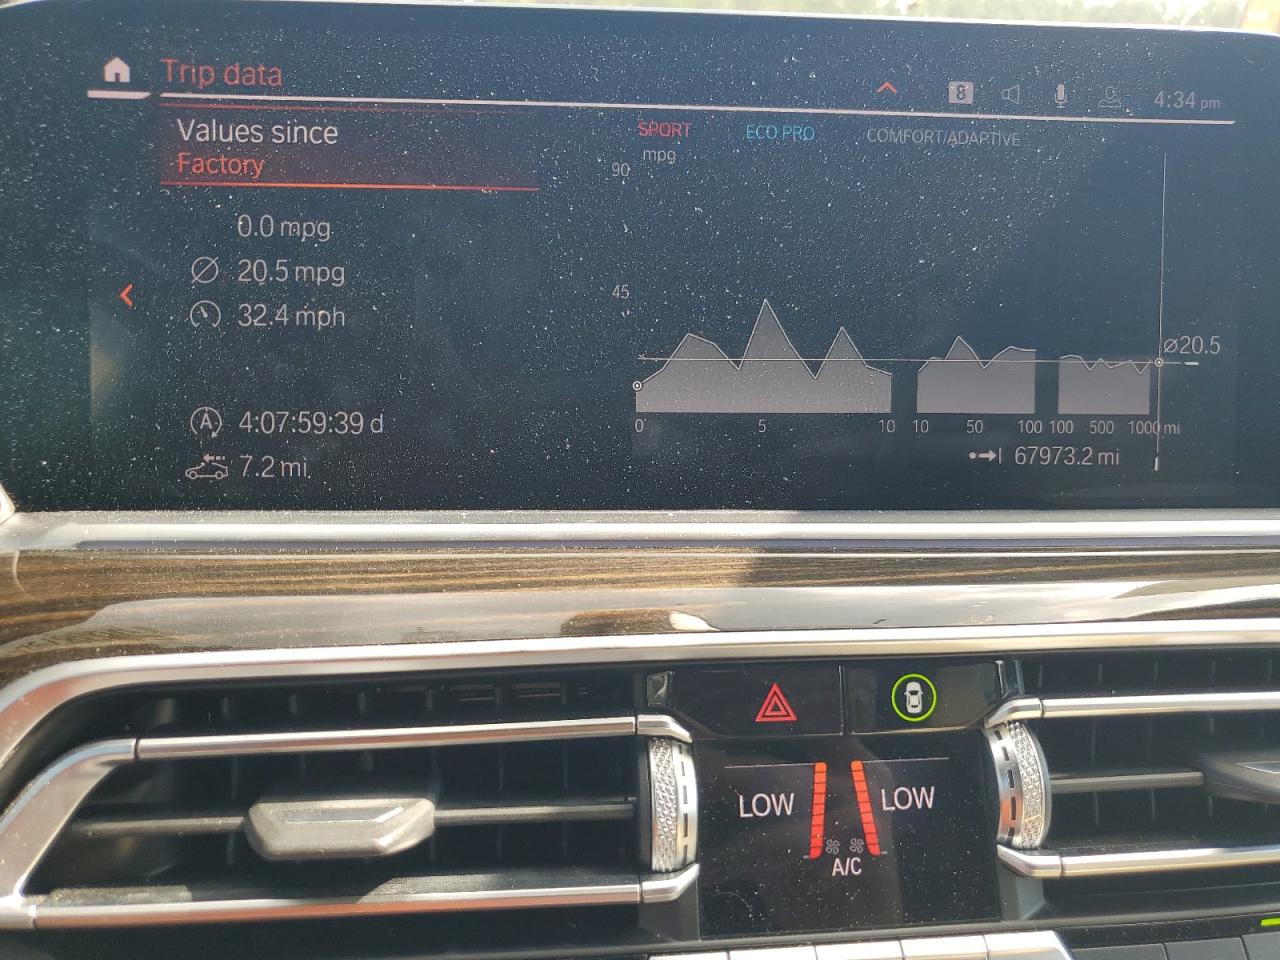 Trip data
8
4:34 pm
Values since
Factory
SPORT ECO PRO COMFORT/ADAPTIVE
mpg
90
0.0 mpg
Ø 20.5 mpg
45
32.4 mph
ø20.5
A 4:07:59:39 d
0 5 10 10 50 100 100 500 1000 mi
7.2 mi
67973.2 mi
LOW LOW
A/C